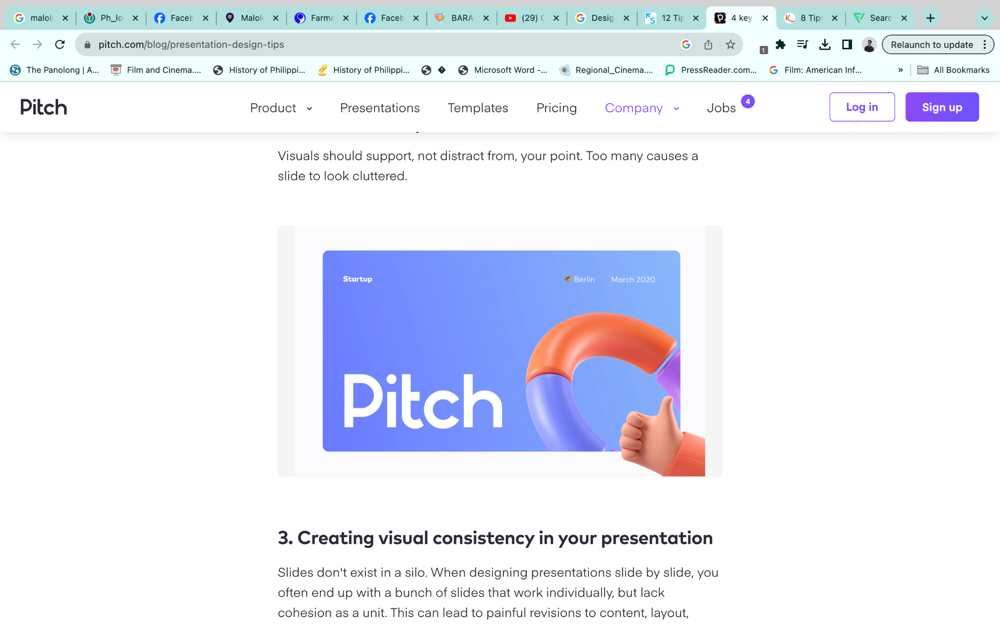 malol
Ph_lo
Faceb
Malol
Farme
Faceb
BARA
(29) C
Desig
12 Tip
4 key
8 Tips
Searc
pitch.com/blog/presentation-design-tips
1
Relaunch to update
The Panolong | A...
Film and Cinema....
History of Philippi...
History of Philippi...
Microsoft Word -...
Regional_Cinema....
PressReader.com...
Film: American Inf...
»
All Bookmarks
Pitch
Product
Presentations
Templates
Pricing
Company
Jobs
4
Log in
Sign up
Visuals should support, not distract from, your point. Too many causes a
slide to look cluttered.
Startup
Berlin
March 2020
Pitch
3. Creating visual consistency in your presentation
Slides don't exist in a silo. When designing presentations slide by slide, you
often end up with a bunch of slides that work individually, but lack
cohesion as a unit. This can lead to painful revisions to content, layout,